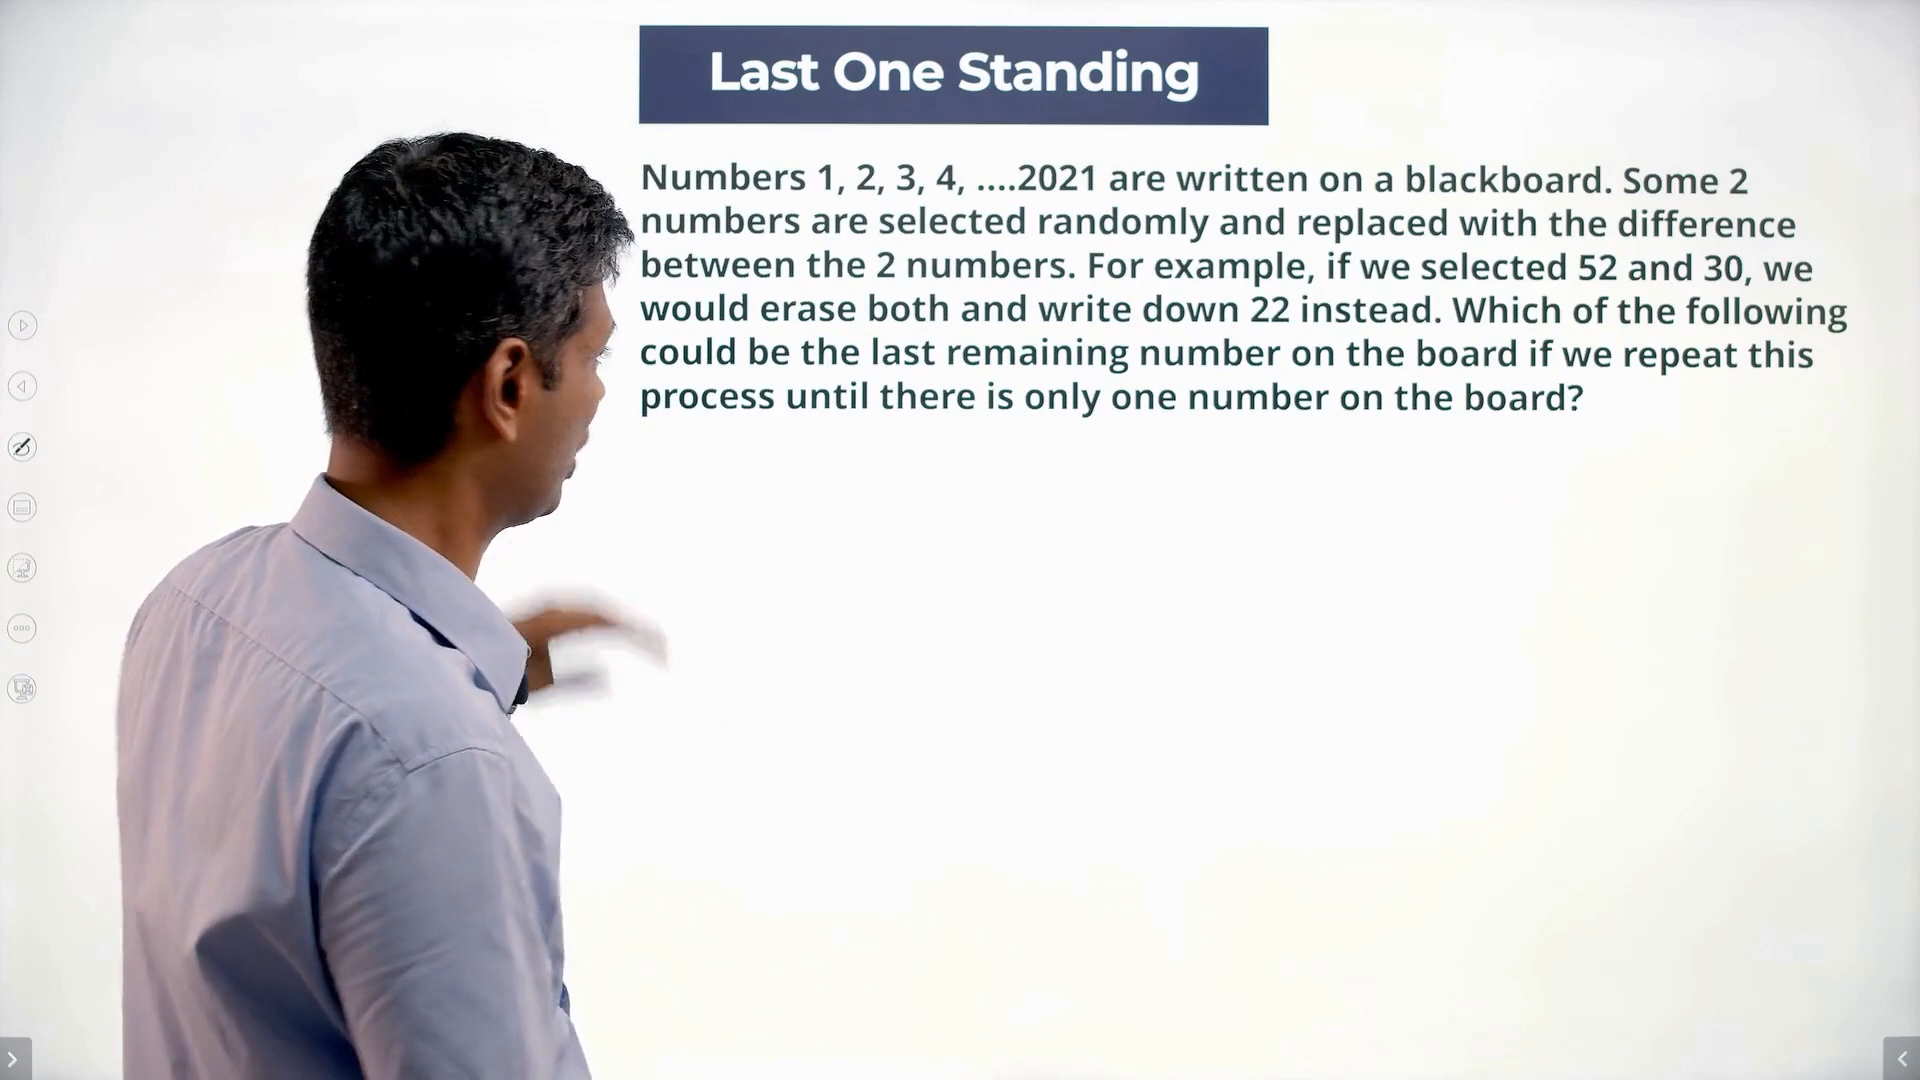 Last One Standing
Numbers 1, 2, 3, 4, ....2021 are written on a blackboard. Some 2
numbers are selected randomly and replaced with the difference
between the 2 numbers. For example, if we selected 52 and 30, we
would erase both and write down 22 instead. Which of the following
could be the last remaining number on the board if we repeat this
process until there is only one number on the board?